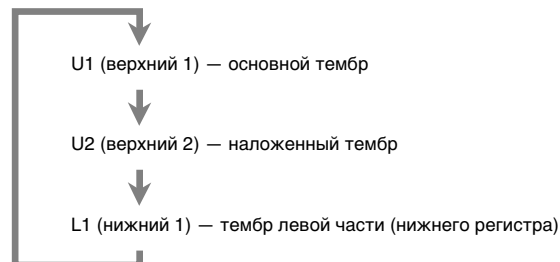 U1 (верхний 1) — основной тембр
U2 (верхний 2) — наложенный тембр
L1 (нижний 1) — тембр левой части (нижнего регистра)